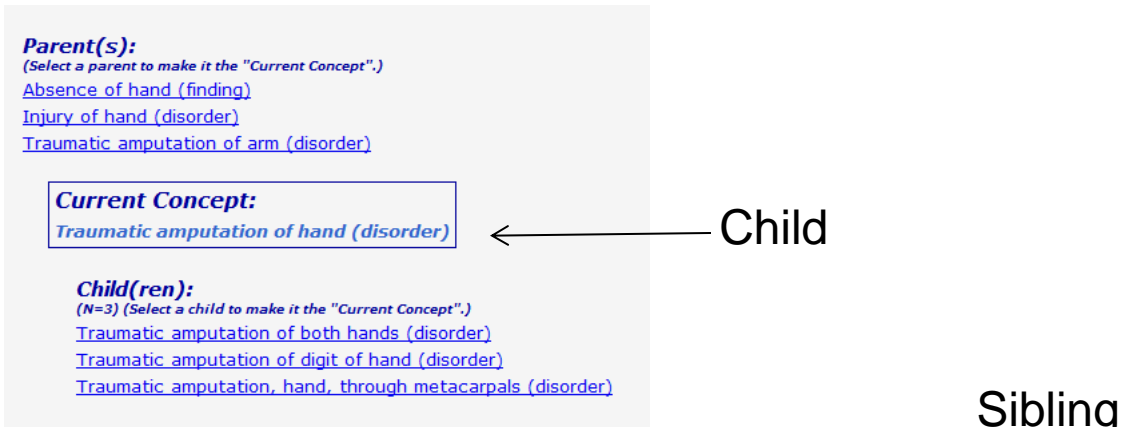 Parent(s):
(Select a parent to make it the "Current Concept".)
Absence of hand (finding)
Injury of hand (disorder)
Traumatic amputation of arm (disorder)
Current Concept:
Traumatic amputation of hand (disorder)
Child
Child(ren):
(N=3) (Select a child to make it the "Current Concept".)
Traumatic amputation of both hands (disorder)
Traumatic amputation of digit of hand (disorder)
Traumatic amputation, hand, through metacarpals (disorder)
Sibling